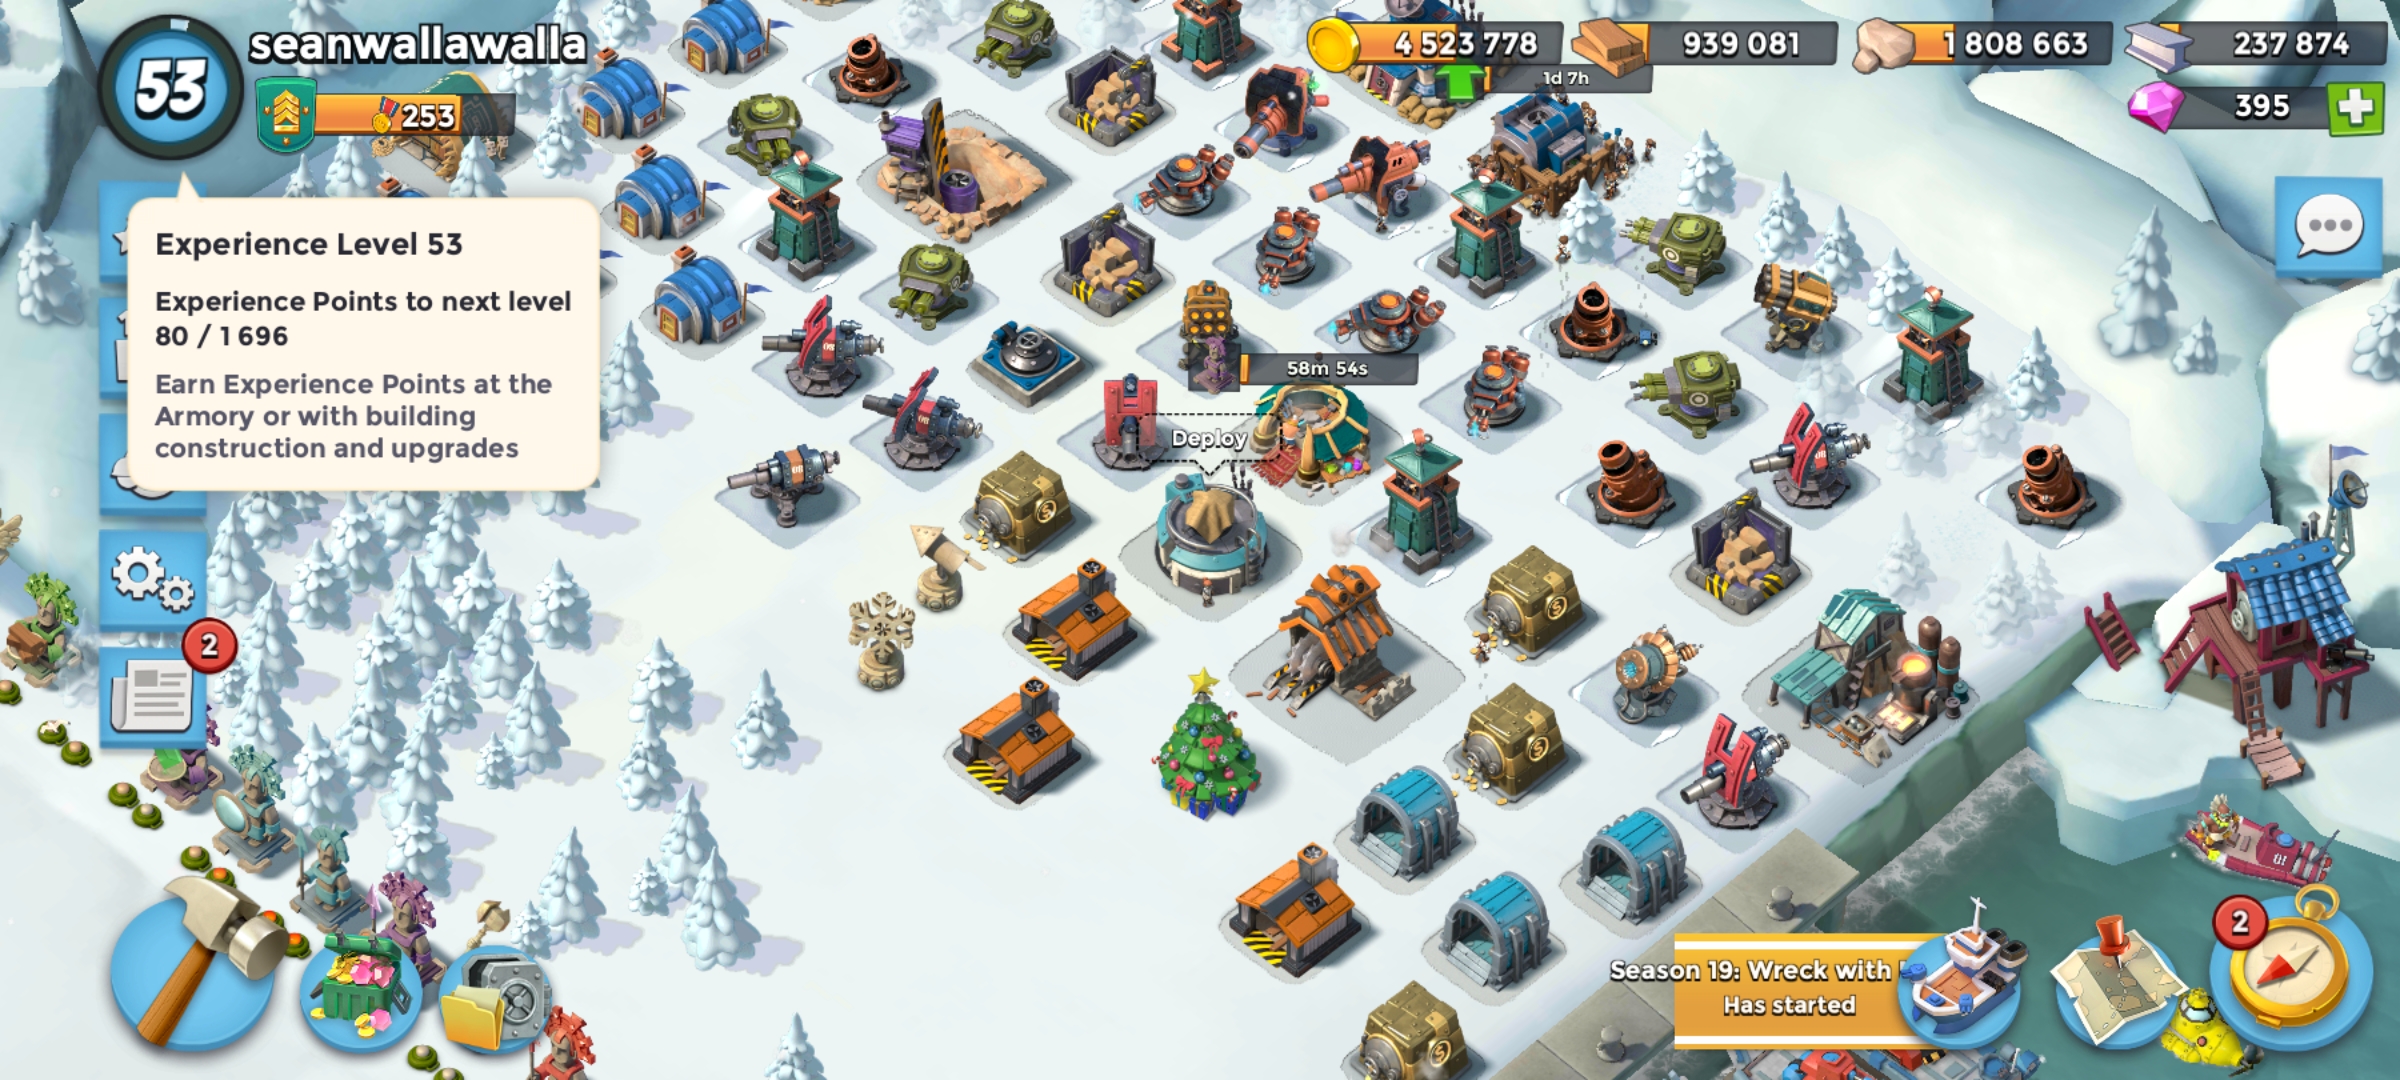 53
seanwallawalla
253
4 523 778
939 081
1 808 663
237 874
1d 7h
395
Experience Level 53
Experience Points to next level
80 / 1 696
Earn Experience Points at the
Armory or with building
construction and upgrades
58m 54s
Deploy
2
2
Season 19: Wreck with
Has started